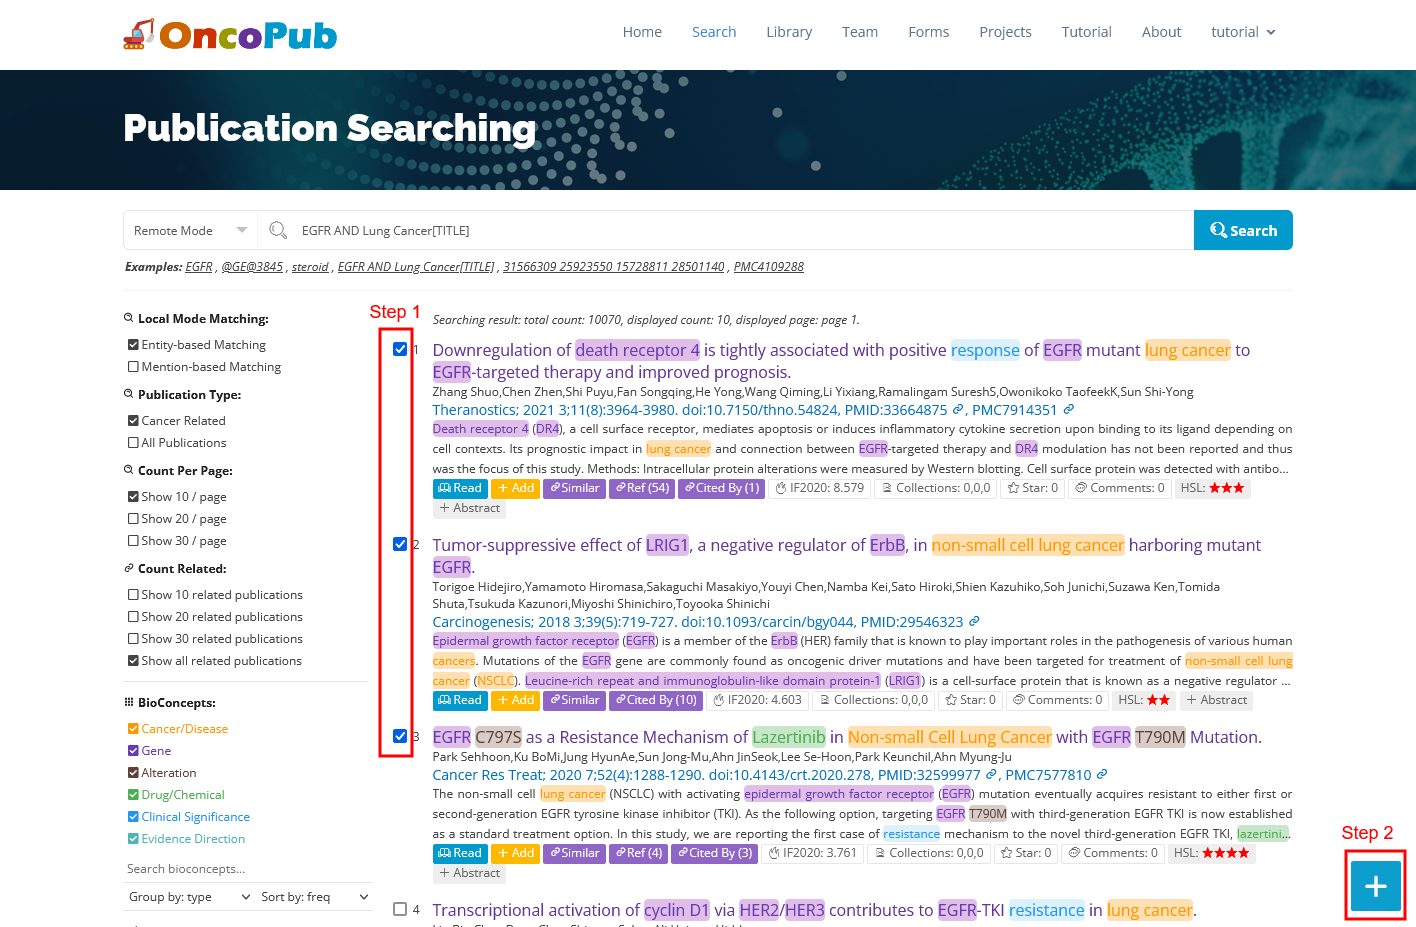 OncoPub
Home Search Library Team Forms Projects Tutorial About tutorial
Publication Searching
Remote Mode EGFR AND Lung Cancer[TITLE] Search
Examples: EGFR , @GE@3845 , steroid , EGFR AND Lung Cancer[TITLE] , 31566309 25923550 15728811 28501140 , PMC4109288
Local Mode Matching:
Entity-based Matching
Mention-based Matching
Publication Type:
Cancer Related
All Publications
Count Per Page:
Show 10 / page
Show 20 / page
Show 30 / page
Count Related:
Show 10 related publications
Show 20 related publications
Show 30 related publications
Show all related publications
BioConcepts:
Cancer/Disease
Gene
Alteration
Drug/Chemical
Clinical Significance
Evidence Direction
Search bioconcepts...
Group by: type Sort by: freq
Step 1
Searching result: total count: 10070, displayed count: 10, displayed page: page 1.
1 Downregulation of death receptor 4 is tightly associated with positive response of EGFR mutant lung cancer to
EGFR-targeted therapy and improved prognosis.
Zhang Shuo,Chen Zhen,Shi Puyu,Fan Songqing,He Yong,Wang Qiming,Li Yixiang,Ramalingam SureshS,Owonikoko TaofeekK,Sun Shi-Yong
Theranostics; 2021 3;11(8):3964-3980. doi:10.7150/thno.54824, PMID:33664875 , PMC7914351
Death receptor 4 (DR4), a cell surface receptor, mediates apoptosis or induces inflammatory cytokine secretion upon binding to its ligand depending on
cell contexts. Its prognostic impact in lung cancer and connection between EGFR-targeted therapy and DR4 modulation has not been reported and thus
was the focus of this study. Methods: Intracellular protein alterations were measured by Western blotting. Cell surface protein was detected with antibo...
Read + Add Similar Ref (54) Cited By (1) IF2020: 8.579 Collections: 0,0,0 Star: 0 Comments: 0 HSL: ★★★
+ Abstract
2 Tumor-suppressive effect of LRIG1, a negative regulator of ErbB, in non-small cell lung cancer harboring mutant
EGFR.
Torigoe Hidejiro,Yamamoto Hiromasa,Sakaguchi Masakiyo,Youyi Chen,Namba Kei,Sato Hiroki,Shien Kazuhiko,Soh Junichi,Suzawa Ken,Tomida
Shuta,Tsukuda Kazunori,Miyoshi Shinichiro,Toyooka Shinichi
Carcinogenesis; 2018 3;39(5):719-727. doi:10.1093/carcin/bgy044, PMID:29546323
Epidermal growth factor receptor (EGFR) is a member of the ErbB (HER) family that is known to play important roles in the pathogenesis of various human
cancers. Mutations of the EGFR gene are commonly found as oncogenic driver mutations and have been targeted for treatment of non-small cell lung
cancer (NSCLC). Leucine-rich repeat and immunoglobulin-like domain protein-1 (LRIG1) is a cell-surface protein that is known as a negative regulator ...
Read + Add Similar Cited By (10) IF2020: 4.603 Collections: 0,0,0 Star: 0 Comments: 0 HSL: ★★ + Abstract
3 EGFR C797S as a Resistance Mechanism of Lazertinib in Non-small Cell Lung Cancer with EGFR T790M Mutation.
Park Sehhoon,Ku BoMi,Jung HyunAe,Sun Jong-Mu,Ahn JinSeok,Lee Se-Hoon,Park Keunchil,Ahn Myung-Ju
Cancer Res Treat; 2020 7;52(4):1288-1290. doi:10.4143/crt.2020.278, PMID:32599977 , PMC7577810
The non-small cell lung cancer (NSCLC) with activating epidermal growth factor receptor (EGFR) mutation eventually acquires resistant to either first or
second-generation EGFR tyrosine kinase inhibitor (TKI). As the following option, targeting EGFR T790M with third-generation EGFR TKI is now established
as a standard treatment option. In this study, we are reporting the first case of resistance mechanism to the novel third-generation EGFR TKI, lazertini...
Read + Add Similar Ref (4) Cited By (3) IF2020: 3.761 Collections: 0,0,0 Star: 0 Comments: 0 HSL: ★★★★
+ Abstract
Step 2
+
4 Transcriptional activation of cyclin D1 via HER2/HER3 contributes to EGFR-TKI resistance in lung cancer.